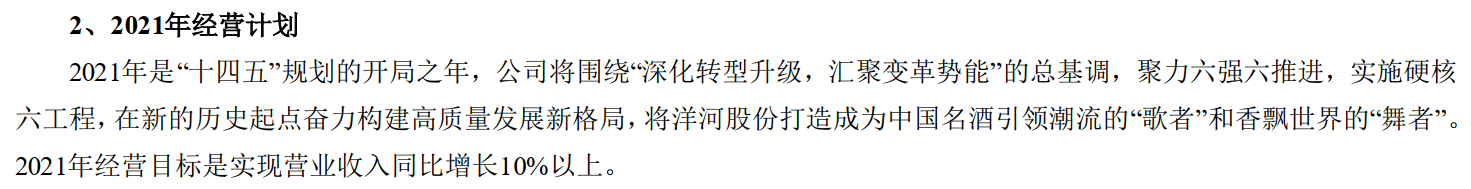 2、2021年经营计划
2021年是“十四五”规划的开局之年，公司将围绕“深化转型升级，汇聚变革势能”的总基调，聚力六强六推进，实施硬核
六工程，在新的历史起点奋力构建高质量发展新格局，将洋河股份打造成为中国名酒引领潮流的“歌者”和香飘世界的“舞者”。
2021年经营目标是实现营业收入同比增长10%以上。